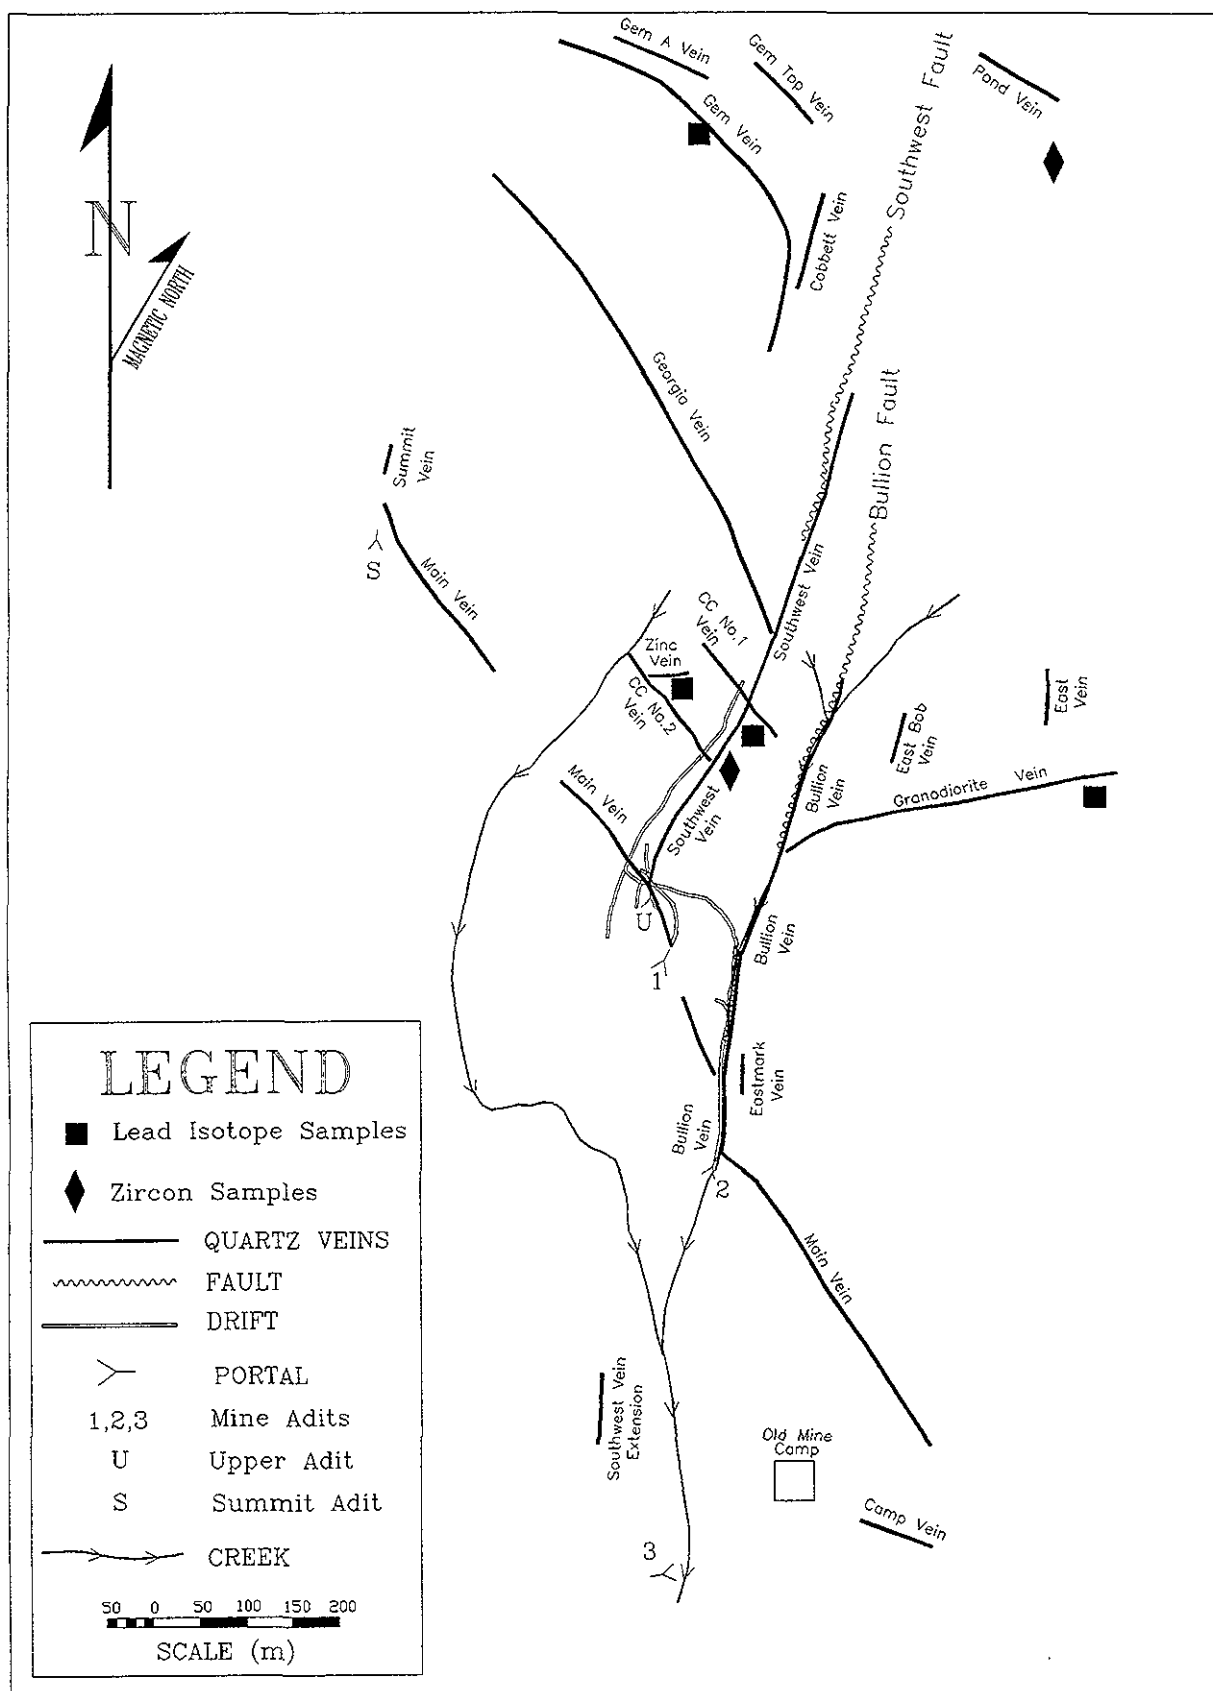 Gem A Vein
Gem Top Vein
Southwest Fault
Pond Vein
Gem Vein
N
MAGNETIC NORTH
Cobbett Vein
Georgia Vein
Bullion Fault
Summit
Vein
S
Main Vein
Southwest Vein
CC No.1
Vein
Zinc
Vein
CC No.2
Vein
East
Vein
East Bob
Vein
Granodiorite Vein
Bullion
Vein
Main Vein
Southwest
Vein
U
Bullion
Vein
1
Eastmark
Vein
Bullion
Vein
2
Main Vein
Southwest Vein
Extension
Old Mine
Camp
Camp Vein
3
LEGEND
Lead Isotope Samples
Zircon Samples
QUARTZ VEINS
FAULT
DRIFT
PORTAL
1,2,3 Mine Adits
U Upper Adit
S Summit Adit
CREEK
50 0 50 100 150 200
SCALE (m)